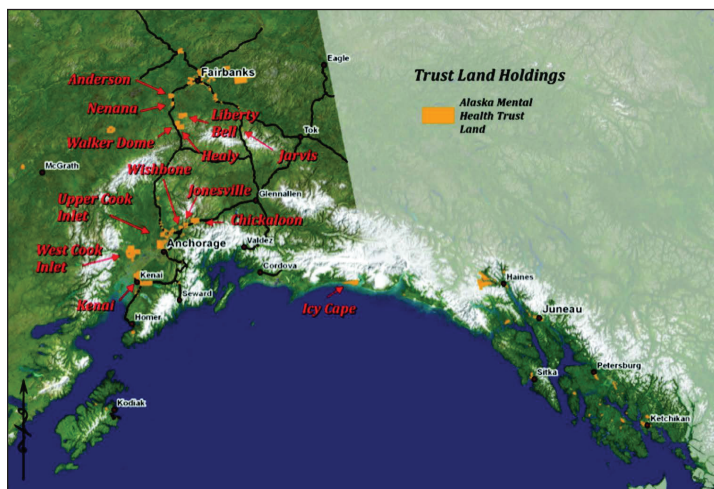 Eagle
Fairbanks
Trust Land Holdings
Anderson
Alaska Mental
Health Trust
Land
Nenana
Liberty
Bell
Tok
Walker Dome
Healy
Jarvis
McGrath
Wishbone
Jonesville
Glennallen
Upper Cook
Inlet
Chickaloon
Anchorage
Valdez
West Cook
Inlet
Cordova
Kenai
Haines
Seward
Kenai
Icy Cape
Juneau
Homer
Petersburg
Sitka
Kodiak
Ketchikan